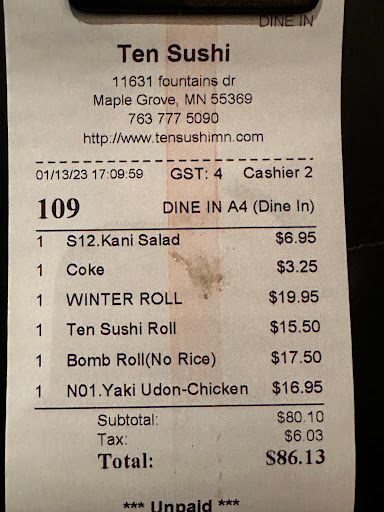 DINE IN
Ten Sushi
11631 fountains dr
Maple Grove, MN 55369
763 777 5090
http://www.tensushimn.com
01/13/23 17:09:59 GST: 4 Cashier 2
109 DINE IN A4 (Dine In)
1 S12.Kani Salad $6.95
1 Coke $3.25
1 WINTER ROLL $19.95
1 Ten Sushi Roll $15.50
1 Bomb Roll(No Rice) $17.50
1 N01.Yaki Udon-Chicken $16.95
Subtotal: $80.10
Tax: $6.03
Total: $86.13
*** Unpaid ***